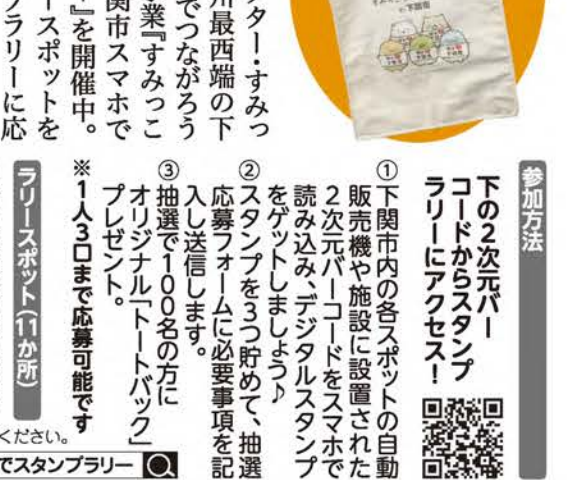 ター・すみっ
州最西端の下
でつながろう
業『すみっこ
関市スマホで
』を開催中。
ースポットを
ラリーに応
参加方法
下の2次元バー
コードからスタンプ
ラリーにアクセス！
①下関市内の各スポットの自動
販売機や施設に設置された
2次元バーコードをスマホで
読み込み、デジタルスタンプ
をゲットしましょう♪
②スタンプを3つ貯めて、抽選
応募フォームに必要事項を記
入し送信します。
③抽選で100名の方に
オリジナル「トートバック」
プレゼント。
※1人3口まで応募可能です
ラリースポット(11か所)
ください。
でスタンプラリー